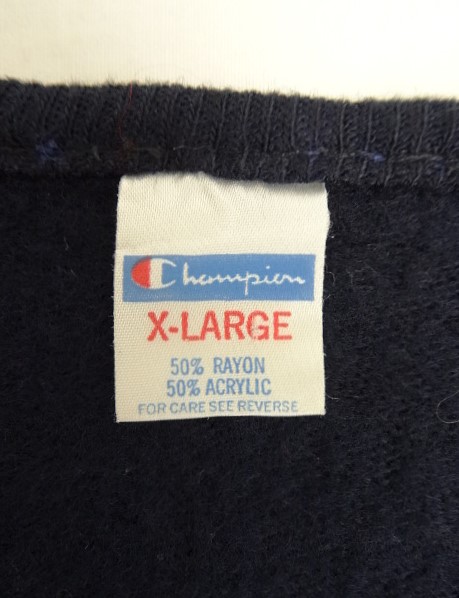 Champion
X-LARGE
50% RAYON
50% ACRYLIC
FOR CARE SEE REVERSE